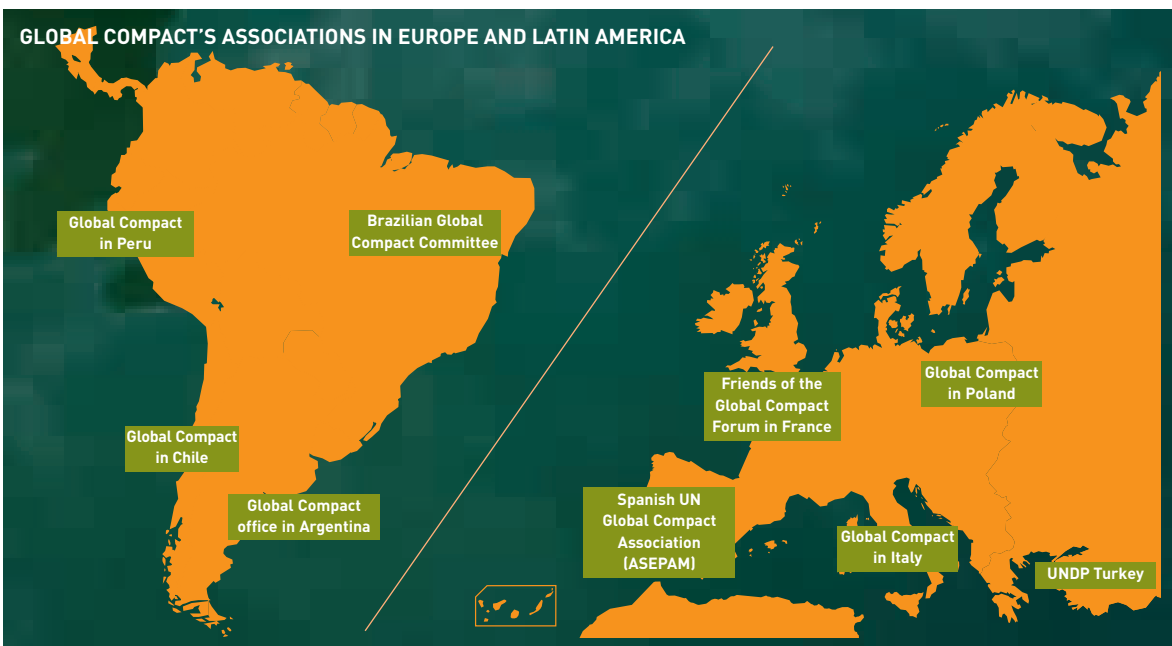 GLOBAL COMPACT'S ASSOCIATIONS IN EUROPE AND LATIN AMERICA
Global Compact
in Peru
Brazilian Global
Compact Committee
Global Compact
in Chile
Global Compact
office in Argentina
Friends of the
Global Compact
Forum in France
Global Compact
in Poland
Spanish UN
Global Compact
Association
(ASEPAM)
Global Compact
in Italy
UNDP Turkey